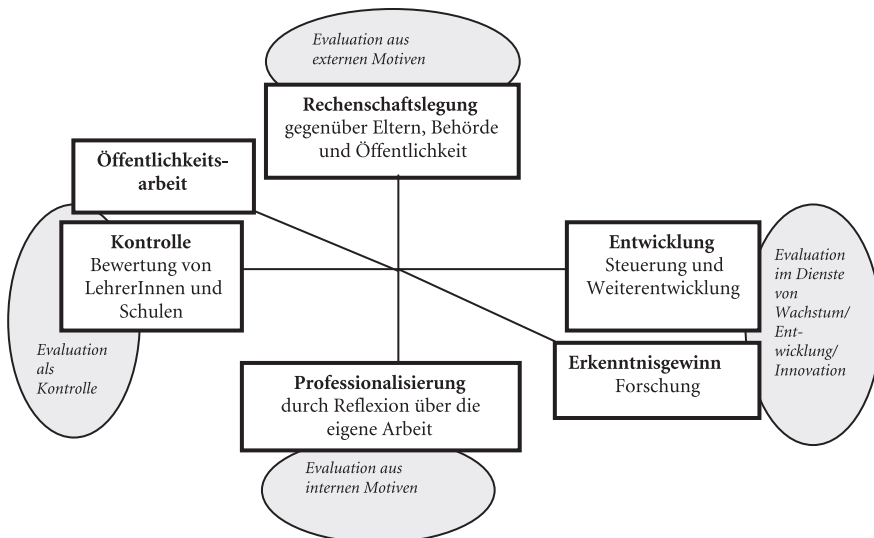 Evaluation aus
externen Motiven
Rechenschaftslegung
gegenüber Eltern, Behörde
und Öffentlichkeit
Öffentlichkeits-
arbeit
Kontrolle
Bewertung von
LehrerInnen und
Schulen
Evaluation
als
Kontrolle
Entwicklung
Steuerung und
Weiterentwicklung
Evaluation
im Dienste
von
Wachstum/
Ent-
wicklung/
Innovation
Erkenntnisgewinn
Forschung
Professionalisierung
durch Reflexion über die
eigene Arbeit
Evaluation aus
internen Motiven